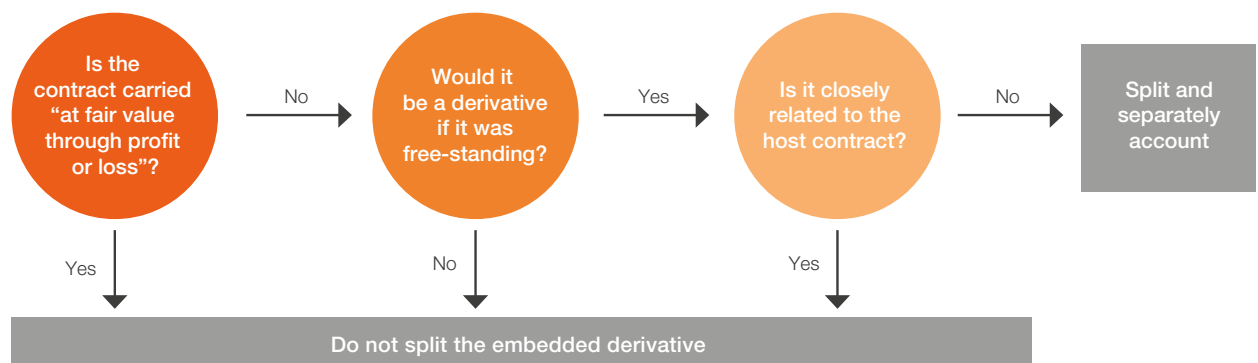 Is the
contract carried
“at fair value
through profit
or loss”?
No
Would it
be a derivative
if it was
free-standing?
Yes
Is it closely
related to the
host contract?
No
Split and
separately
account
Yes
No
Yes
Do not split the embedded derivative